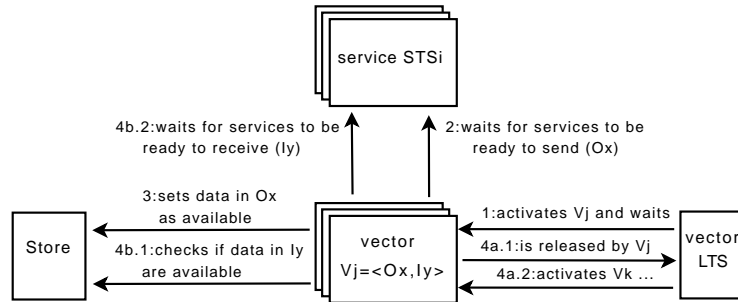 service STSi
4b.2:waits for services to be
ready to receive (Iy)
2:waits for services to be
ready to send (Ox)
3:sets data in Ox
as available
1:activates Vj and waits
Store
4b.1:checks if data in Iy
are available
vector
Vj=<Ox,Iy>
4a.1:is released by Vj
4a.2:activates Vk ...
vector
LTS